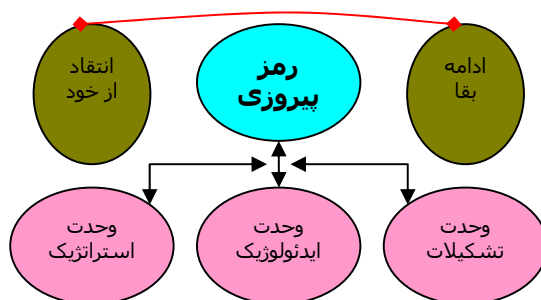 ادامه
بقا
رمز
پیروزی
انتقاد
از خود
وحدت
تشکیلات
وحدت
ایدئولوژیک
وحدت
استراتژیک